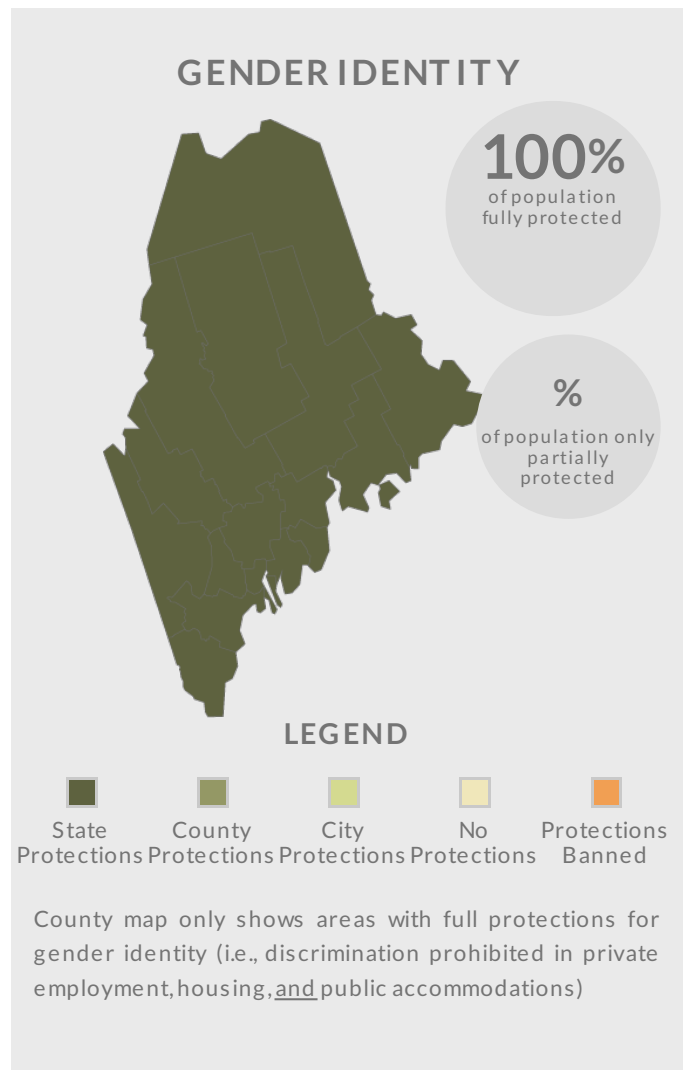 GENDER IDENTITY
100%
of population
fully protected
%
of population only
partially
protected
LEGEND
State
Protections
County
Protections
City
Protections
No
Protections
Protections
Banned
County map only shows areas with full protections for
gender identity (i.e., discrimination prohibited in private
employment, housing, and public accommodations)